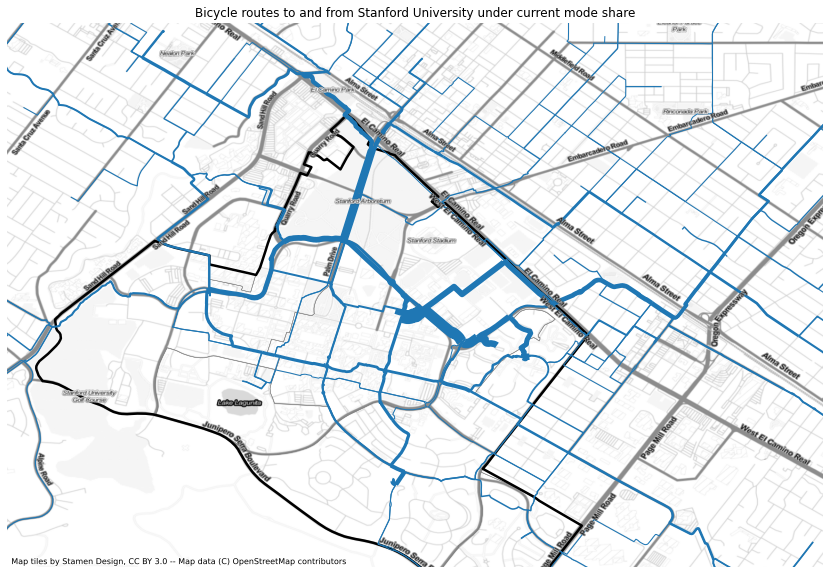 Bicycle routes to and from Stanford University under current mode share
Santa Cruz Avenue
Nealon Park
El Camino Real
Park
Middlefield Road
El Camino Park
Alma Street
Sand Hill Road
Rinconada Park
Embarcadero Road
Santa Cruz Avenue
Quarry Road
El Camino Real
Alma Street
Embarcadero Road
Sand Hill Road
Quarry Road
Stanford Arboretum
El Camino Real
El Camino Real
Alma Street
Oregon Expressway
Sand Hill Road
Stanford Stadium
Palm Drive
Sand Hill Road
El Camino Real
West El Camino Real
Alma Street
Oregon Expressway
Alma Street
Stanford University
Golf Course
Lake Lagunita
Junipero Serra Boulevard
Page Mill Road
West El Camino Real
Alpine Road
Page Mill Road
Junipero Serra
Page Mill Road
Map tiles by Stamen Design, CC BY 3.0 -- Map data (C) OpenStreetMap contributors